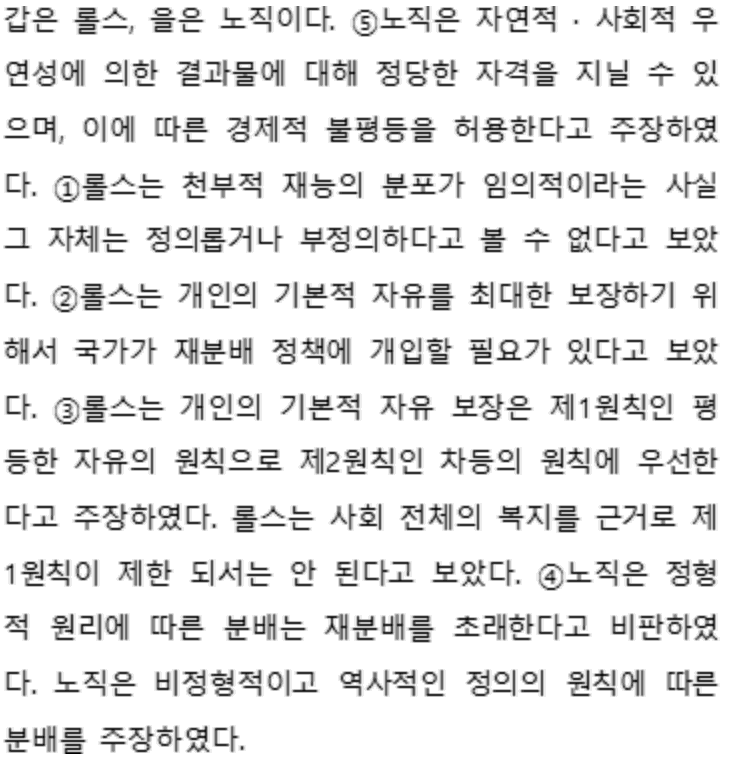 갑은 롤스, 을은 노직이다. ⑤노직은 자연적 · 사회적 우
연성에 의한 결과물에 대해 정당한 자격을 지닐 수 있
으며, 이에 따른 경제적 불평등을 허용한다고 주장하였
다. ①롤스는 천부적 재능의 분포가 임의적이라는 사실
그 자체는 정의롭거나 부정의하다고 볼 수 없다고 보았
다. ②롤스는 개인의 기본적 자유를 최대한 보장하기 위
해서 국가가 재분배 정책에 개입할 필요가 있다고 보았
다. ③롤스는 개인의 기본적 자유 보장은 제1원칙인 평
등한 자유의 원칙으로 제2원칙인 차등의 원칙에 우선한
다고 주장하였다. 롤스는 사회 전체의 복지를 근거로 제
1원칙이 제한 되서는 안 된다고 보았다. ④노직은 정형
적 원리에 따른 분배는 재분배를 초래한다고 비판하였
다. 노직은 비정형적이고 역사적인 정의의 원칙에 따른
분배를 주장하였다.